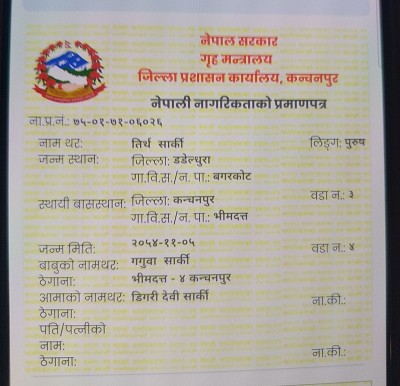 नेपाल सरकार
गृह मन्त्रालय
जिल्ला प्रशासन कार्यालय, कन्चनपुर
नेपाली नागरिकताको प्रमाणपत्र
ना.प्र.नं.: ७५-०१-७१-०६०२६
नाम थर: तिर्थ सार्की लिङ्ग: पुरुष
जन्म स्थान: जिल्ला: डडेल्धुरा
गा.वि.स./न. पा.: बगरकोट
स्थायी बासस्थान: जिल्ला: कन्चनपुर वडा नं.: ३
गा.वि.स./न. पा.: भीमदत्त
जन्म मिति: २०५४-११-०५ वडा नं.: ४
बाबुको नामथर: गगुवा सार्की
ठेगाना: भीमदत्त - ४ कन्चनपुर
आमाको नामथर: डिगरी देवी सार्की ना.की.:
ठेगाना:
पति/पत्नीको
नाम:
ठेगाना: ना.की.: